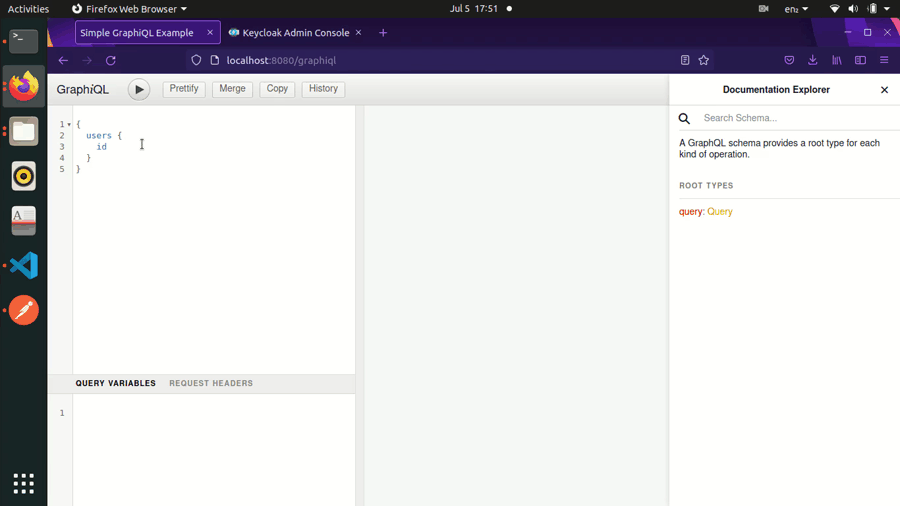 Activities Firefox Web Browser Jul 5 17:51 en₂
Simple GraphiQL Example × Keycloak Admin Console × +
localhost:8080/graphiql
GraphiQL Prettify Merge Copy History
Documentation Explorer ×
Search Schema...
A GraphQL schema provides a root type for each
kind of operation.
ROOT TYPES
query: Query
1 {
2 users {
3 id
4 }
5 }
QUERY VARIABLES REQUEST HEADERS
1